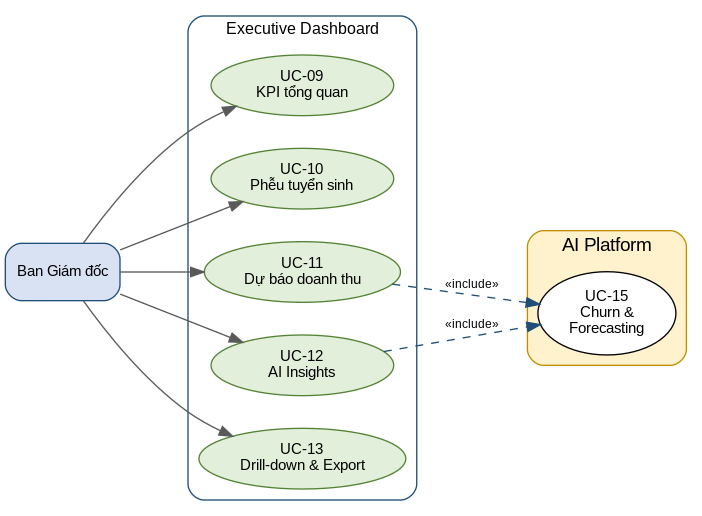 Executive Dashboard
UC-09
KPI tổng quan
UC-10
Phễu tuyển sinh
Ban Giám đốc
UC-11
Dự báo doanh thu
«include»
AI Platform
UC-15
Churn &
Forecasting
«include»
UC-12
AI Insights
UC-13
Drill-down & Export